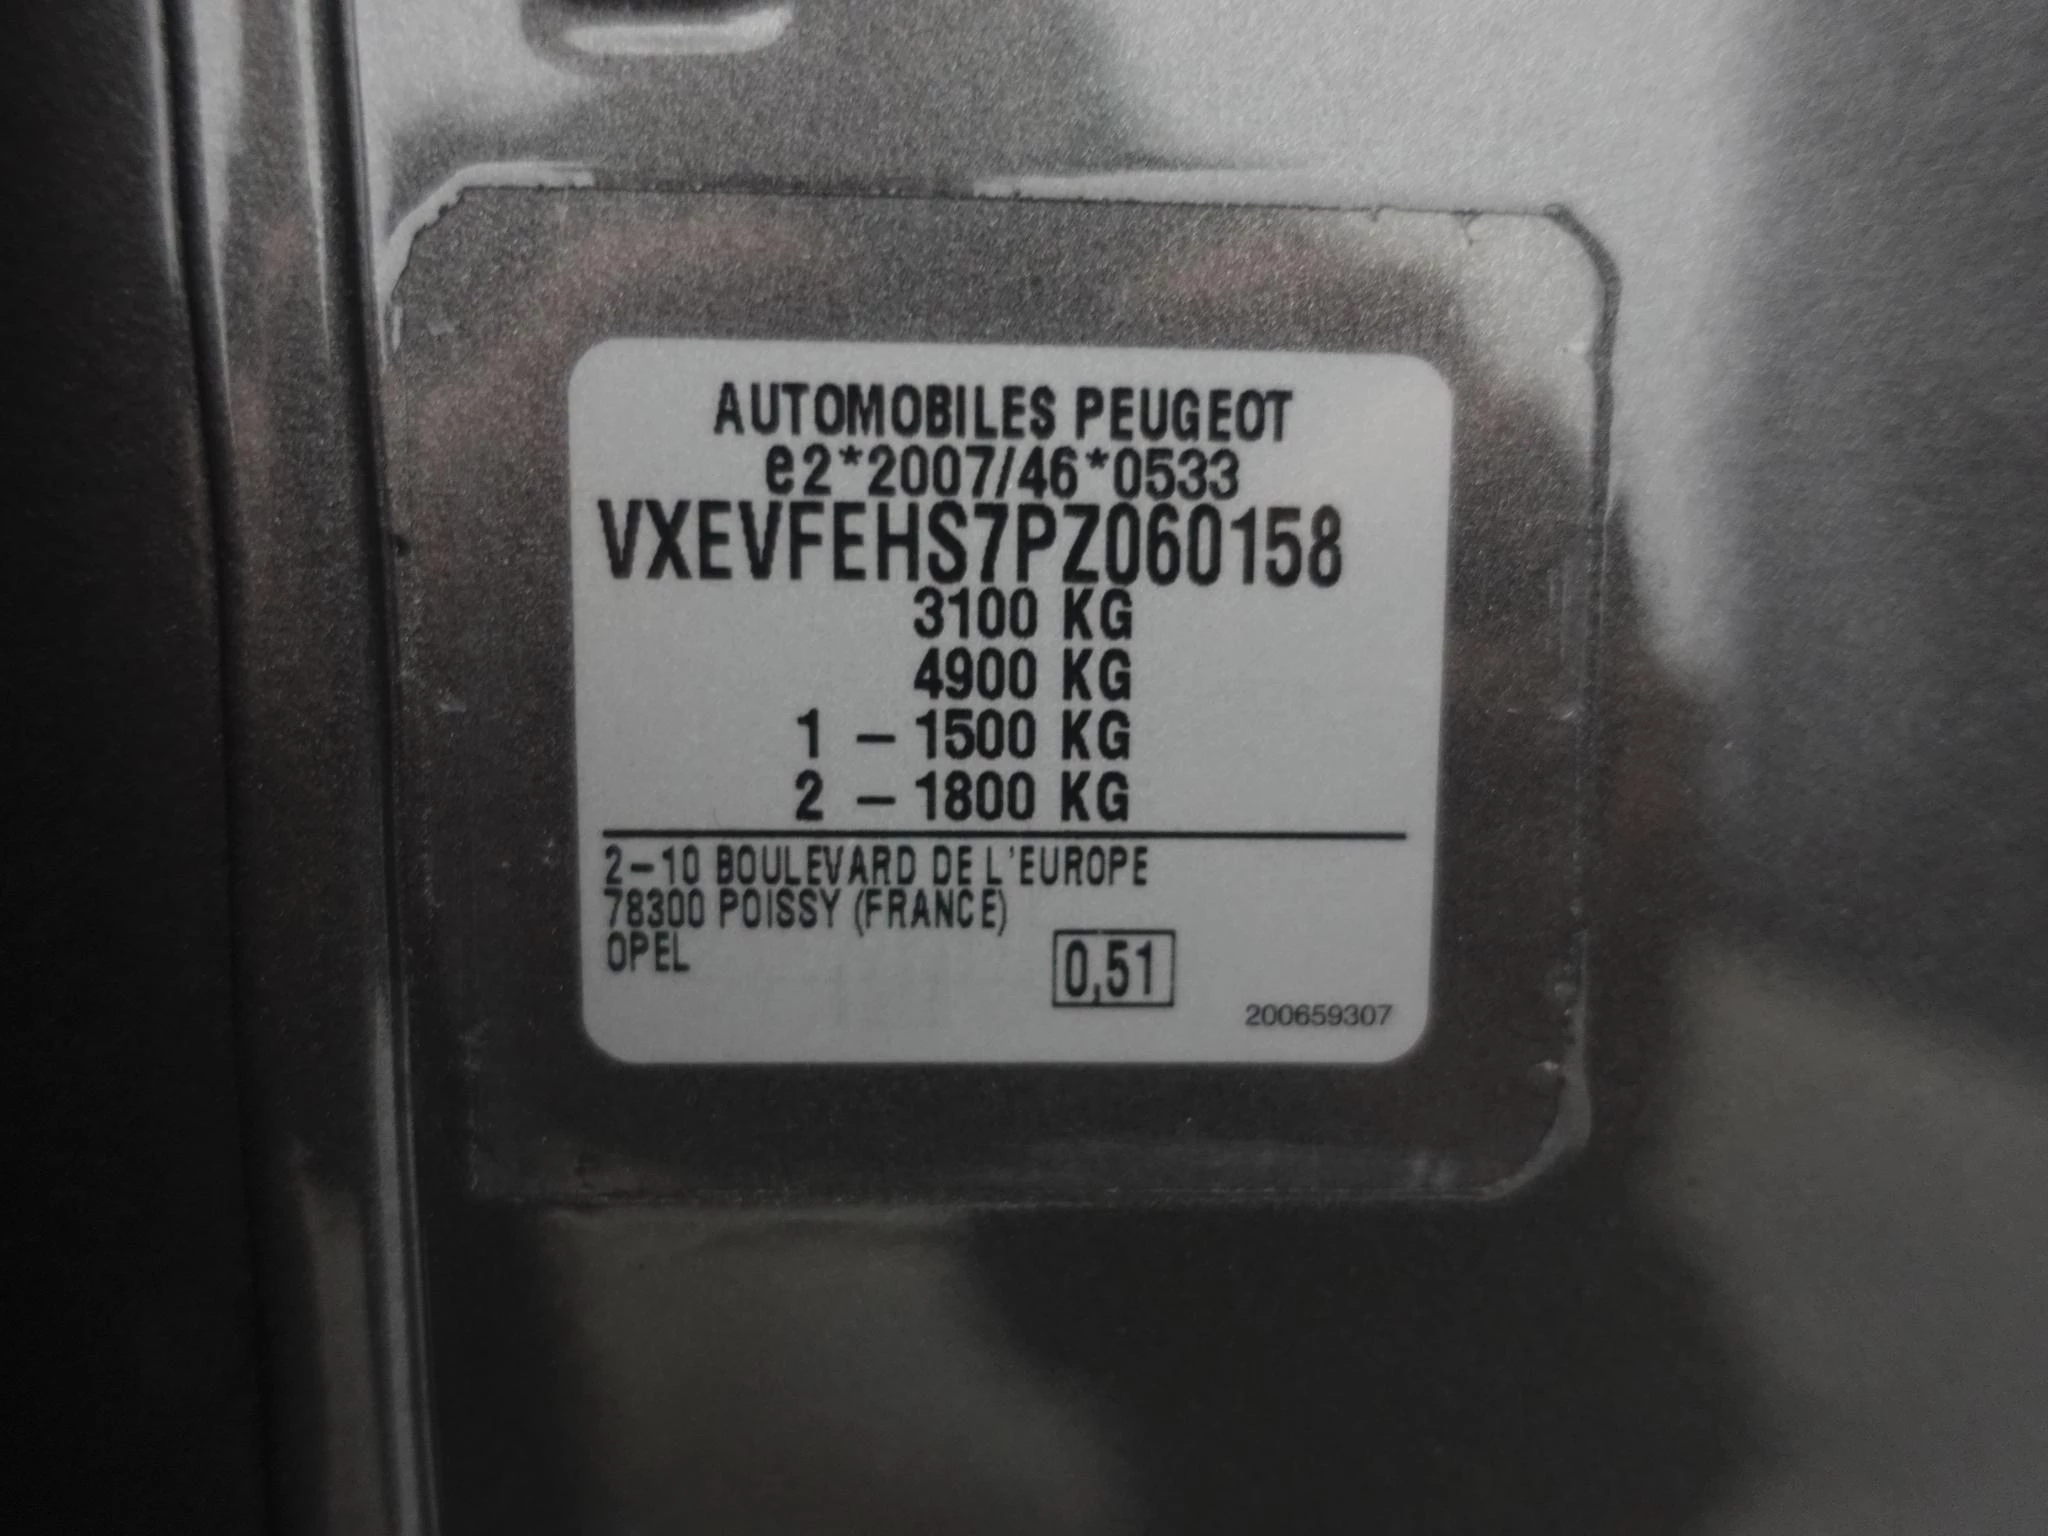 AUTOMOBILES PEUGEOT
e2*2007/46*0533
VXEVFEHS7PZ060158
3100 KG
4900 KG
1 – 1500 KG
2 – 1800 KG
2–10 BOULEVARD DE L'EUROPE
78300 POISSY (FRANCE)
OPEL
0,51
200659307